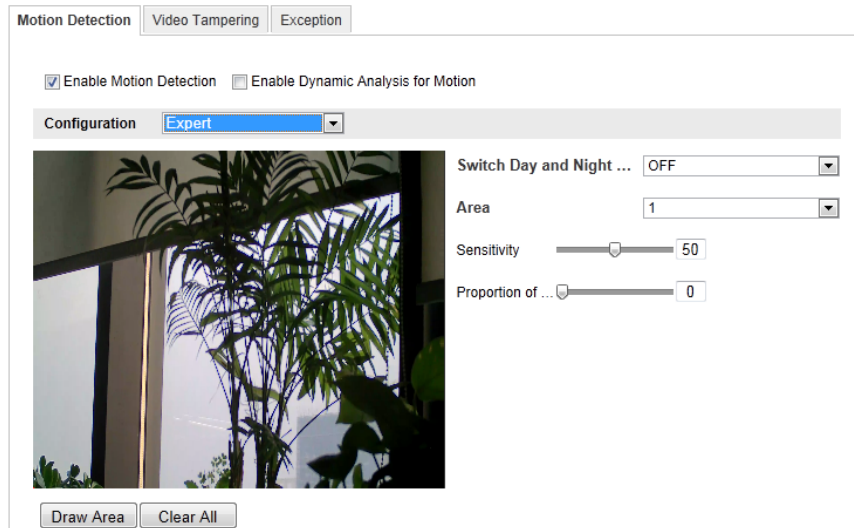 Motion Detection Video Tampering Exception
Enable Motion Detection Enable Dynamic Analysis for Motion
Configuration Expert
Switch Day and Night ... OFF
Area 1
Sensitivity 50
Proportion of ... 0
Draw Area Clear All